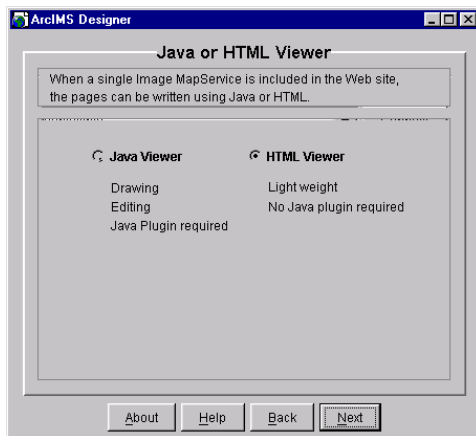 ArcIMS Designer
Java or HTML Viewer
When a single Image MapService is included in the Web site,
the pages can be written using Java or HTML.
Java Viewer
HTML Viewer
Drawing
Light weight
Editing
No Java plugin required
Java Plugin required
About
Help
Back
Next